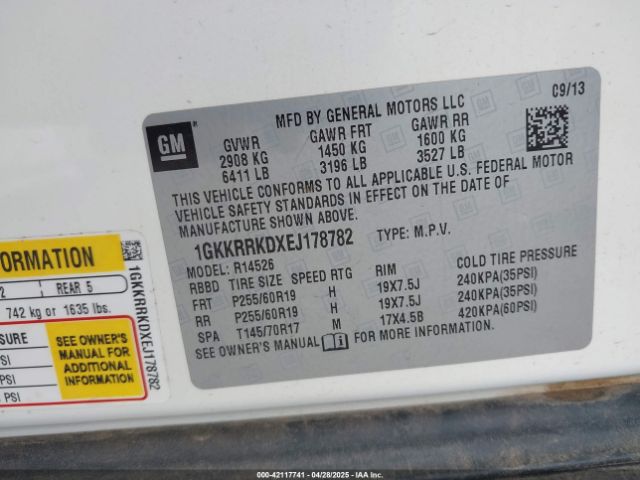 09/13
MFD BY GENERAL MOTORS LLC
GM
GVWR GAWR FRT GAWR RR
2908 KG 1450 KG 1600 KG
6411 LB 3196 LB 3527 LB
THIS VEHICLE CONFORMS TO ALL APPLICABLE U.S. FEDERAL MOTOR
VEHICLE SAFETY STANDARDS IN EFFECT ON THE DATE OF
MANUFACTURE SHOWN ABOVE.
1GKKRRKDXEJ178782 TYPE: M.P.V.
MODEL: R14526
RBBD TIRE SIZE SPEED RTG RIM COLD TIRE PRESSURE
FRT P255/60R19 H 19X7.5J 240KPA(35PSI)
RR P255/60R19 H 19X7.5J 240KPA(35PSI)
SPA T145/70R17 M 17X4.5B 420KPA(60PSI)
SEE OWNER'S MANUAL FOR MORE INFORMATION.
FORMATION
2 REAR 5
742 kg or 1635 lbs.
SURE
PSI
PSI
PSI
SEE OWNER'S
MANUAL FOR
ADDITIONAL
INFORMATION
1GKKRRKDXEJ178782
000-42117741 - 04/28/2025 - IAAI.COM